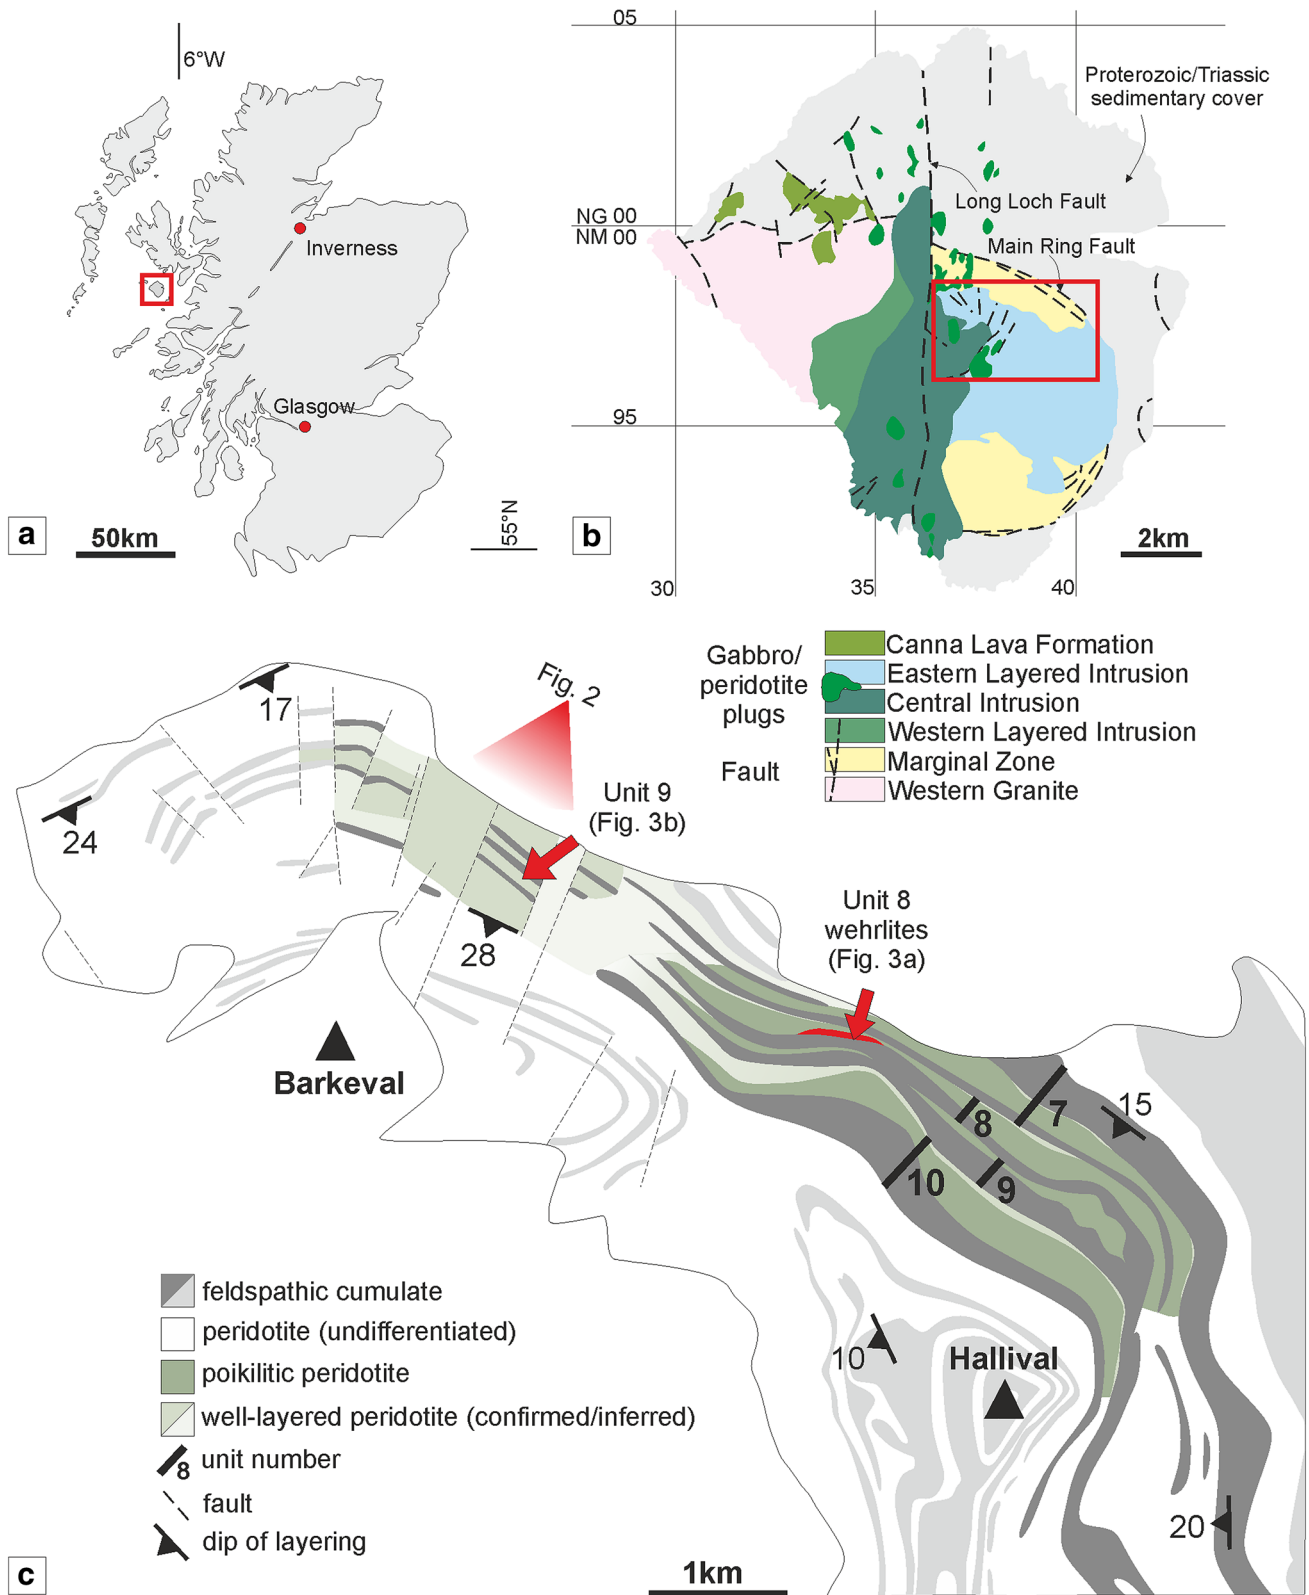 6°W
Inverness
Glasgow
55°N
a
50km
05
Proterozoic/Triassic
sedimentary cover
Long Loch Fault
NG 00
NM 00
Main Ring Fault
95
b
2km
30
35
40
Gabbro/
peridotite
plugs
Fault
Canna Lava Formation
Eastern Layered Intrusion
Central Intrusion
Western Layered Intrusion
Marginal Zone
Western Granite
17
Fig. 2
24
Unit 9
(Fig. 3b)
28
Unit 8
wehrlites
(Fig. 3a)
Barkeval
15
7
8
9
10
10
Hallival
20
feldspathic cumulate
peridotite (undifferentiated)
poikilitic peridotite
well-layered peridotite (confirmed/inferred)
8 unit number
fault
dip of layering
c
1km